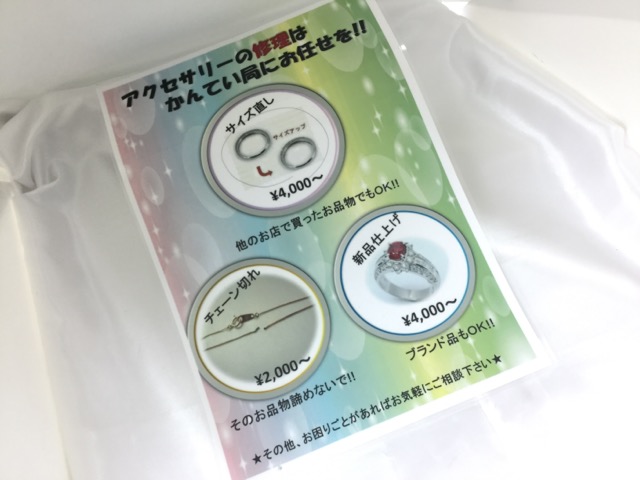 アクセサリーの修理は
かんてい局にお任せを!!
サイズ直し
サイズアップ
¥4,000～
他のお店で買ったお品物でもOK!!
新品仕上げ
¥4,000～
ブランド品もOK!!
チェーン切れ
¥2,000～
そのお品物諦めないで!!
★その他、お困りごとがあればお気軽にご相談下さい★